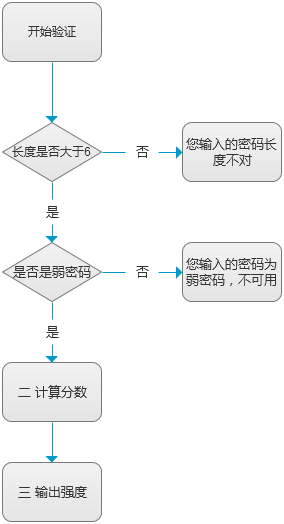 开始验证
长度是否大于6
否
您输入的密码长
度不对
是
是否是弱密码
否
您输入的密码为
弱密码，不可用
是
二 计算分数
三 输出强度